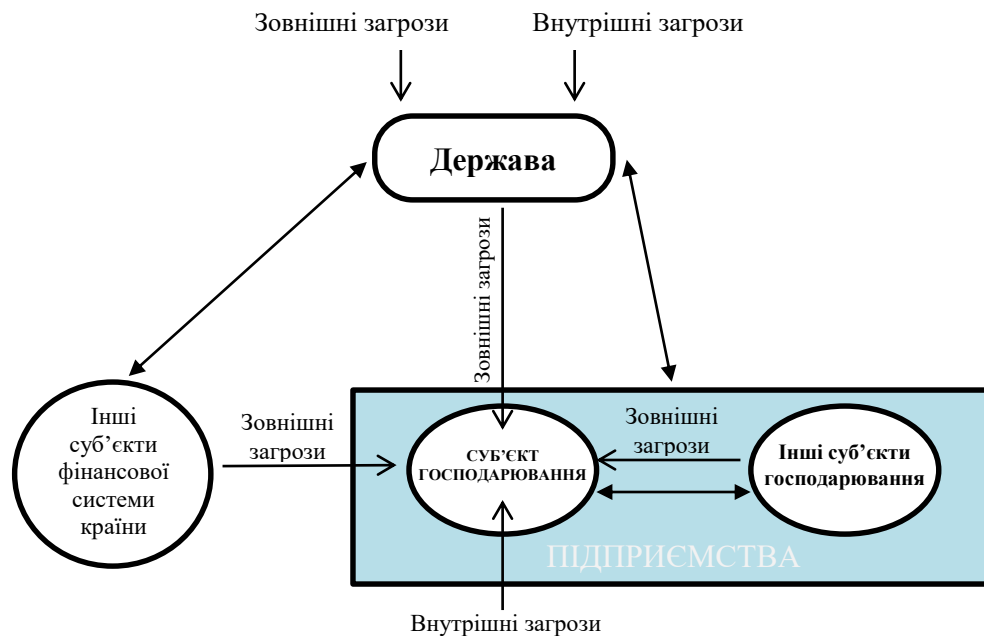 Зовнішні загрози
Внутрішні загрози
Держава
Зовнішні загрози
Інші
суб’єкти
фінансової
системи
країни
Зовнішні
загрози
СУБ’ЄКТ
ГОСПОДАРЮВАННЯ
Зовнішні
загрози
Інші суб’єкти
господарювання
ПІДПРИЄМСТВА
Внутрішні загрози